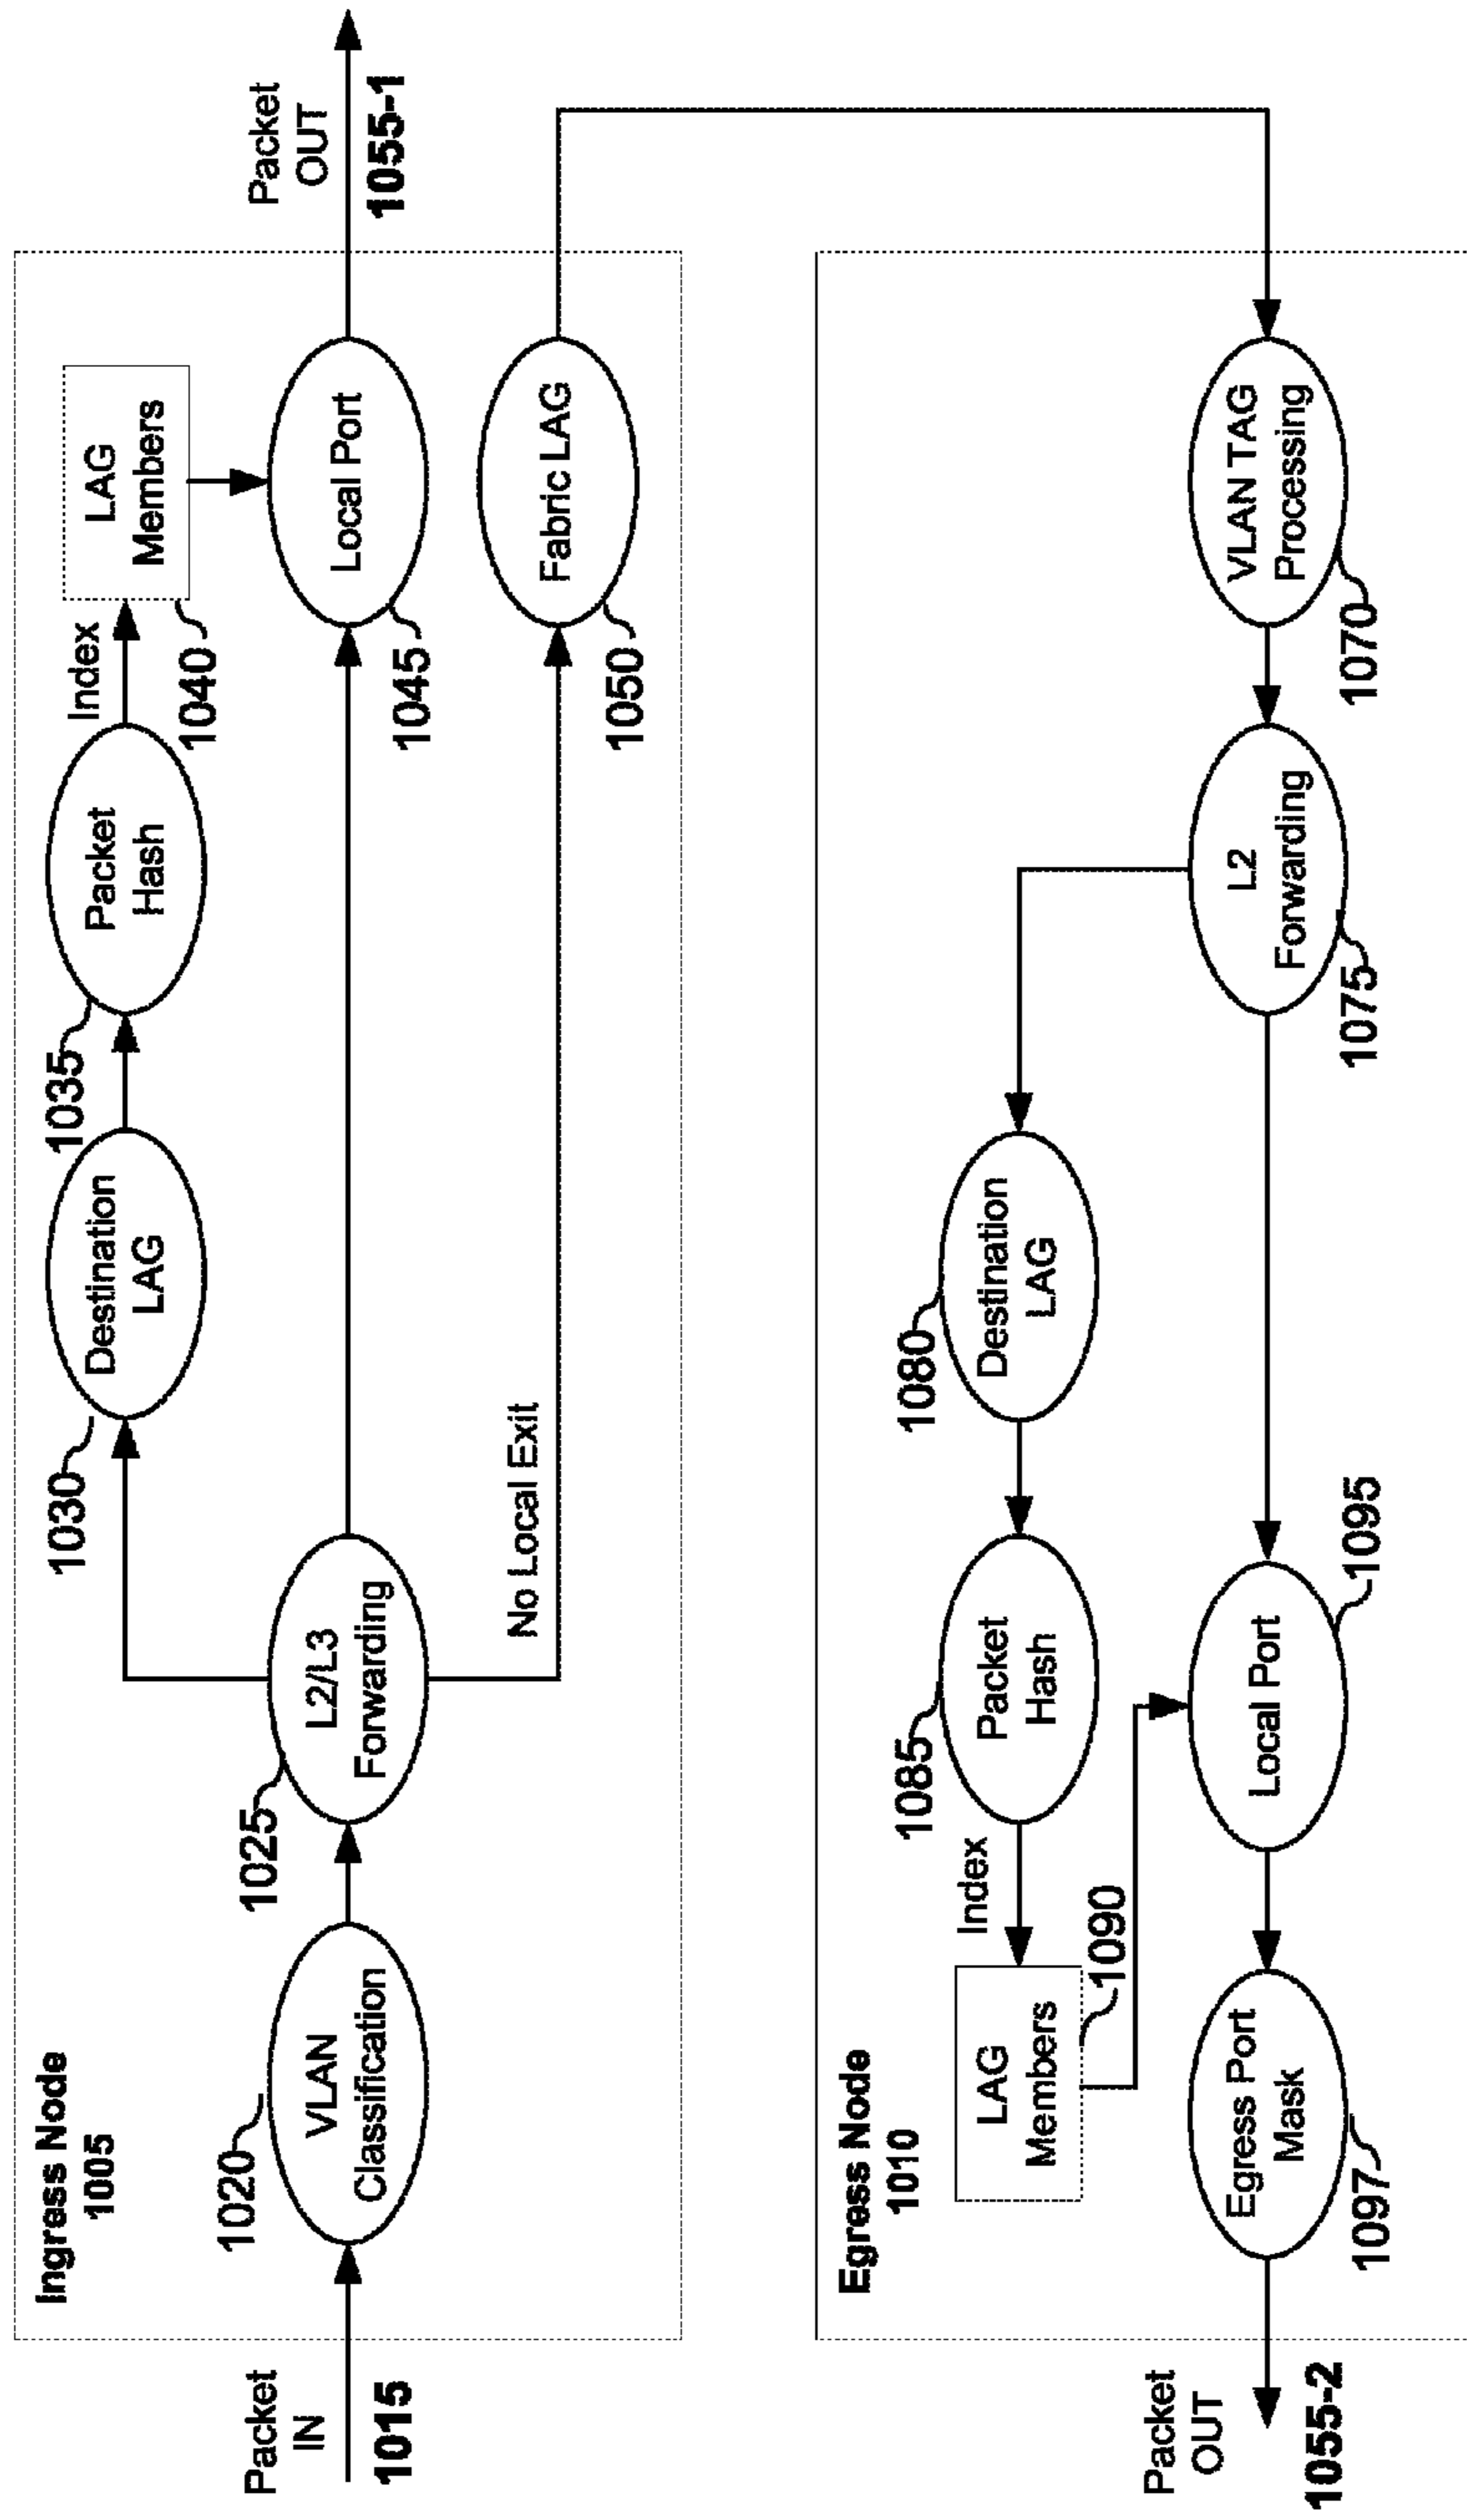 Ingress Node
1005
Packet
IN
1015
1020
VLAN
Classification
1025
L2/L3
Forwarding
1030
Destination
LAG
1035
Packet
Hash
Index
LAG
Members
1040
Local Port
1045
No Local Exit
Fabric LAG
1050
Packet
OUT
1055-1
Egress Node
1010
VLAN TAG
Processing
1070
L2
Forwarding
1075
1080
Destination
LAG
1085
Packet
Hash
Index
LAG
Members
1090
Local Port
1095
Egress Port
Mask
1097
Packet
OUT
1055-2